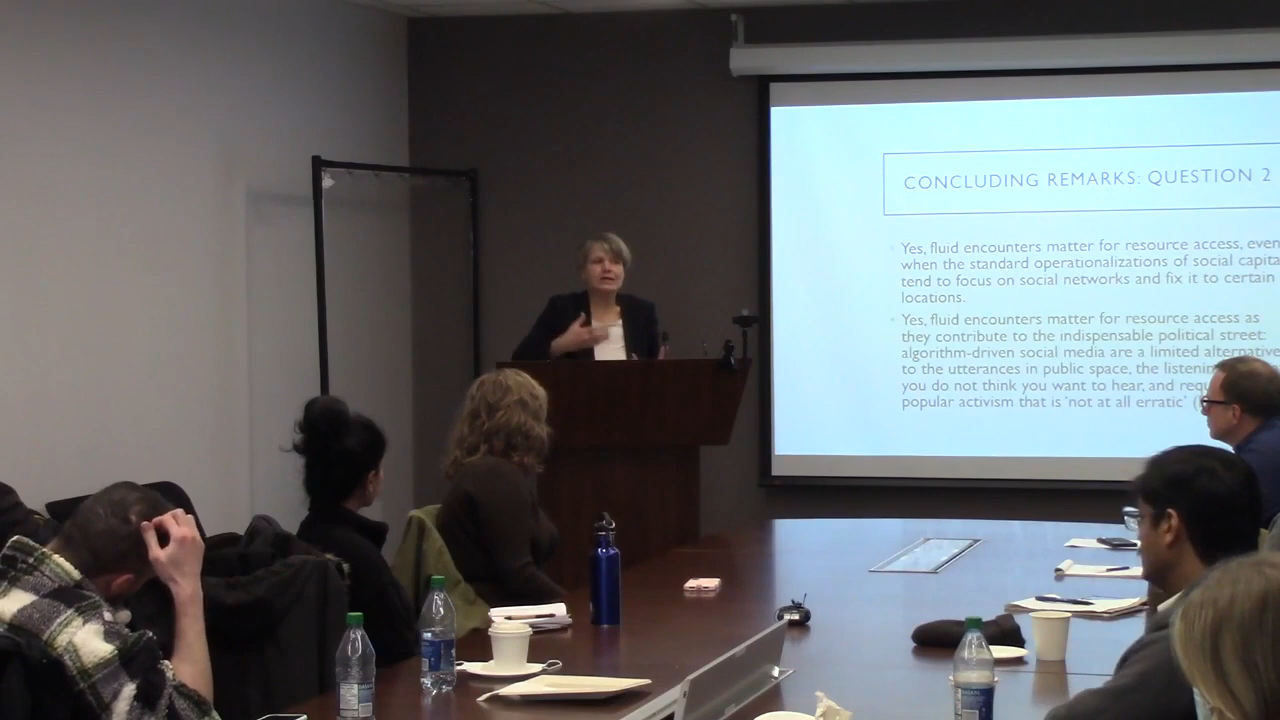 CONCLUDING REMARKS: QUESTION 2
Yes, fluid encounters matter for resource access, even
when the standard operationalizations of social capita
tend to focus on social networks and fix it to certain
locations.
Yes, fluid encounters matter for resource access as
they contribute to the indispensable political street:
algorithm-driven social media are a limited alternative
to the utterances in public space, the
you do not think you want to hear, and
popular activism that is 'not at all erratic' (
DASANI